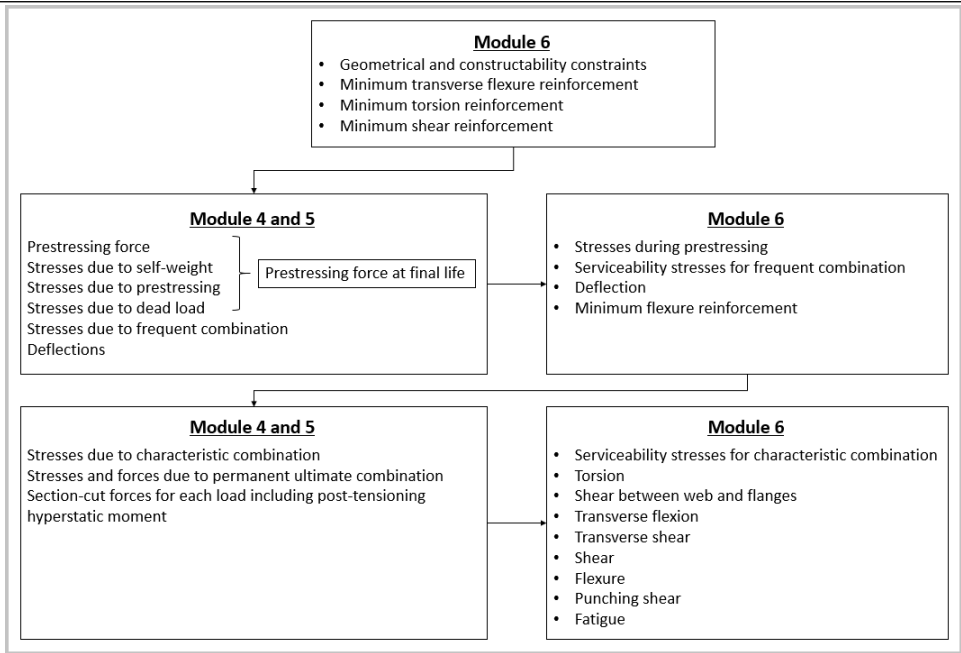 Module 6
• Geometrical and constructability constraints
• Minimum transverse flexure reinforcement
• Minimum torsion reinforcement
• Minimum shear reinforcement
Module 4 and 5
Prestressing force
Stresses due to self-weight
Stresses due to prestressing
Stresses due to dead load
Stresses due to frequent combination
Deflections
Prestressing force at final life
Module 6
• Stresses during prestressing
• Serviceability stresses for frequent combination
• Deflection
• Minimum flexure reinforcement
Module 4 and 5
Stresses due to characteristic combination
Stresses and forces due to permanent ultimate combination
Section-cut forces for each load including post-tensioning
hyperstatic moment
Module 6
• Serviceability stresses for characteristic combination
• Torsion
• Shear between web and flanges
• Transverse flexion
• Transverse shear
• Shear
• Flexure
• Punching shear
• Fatigue